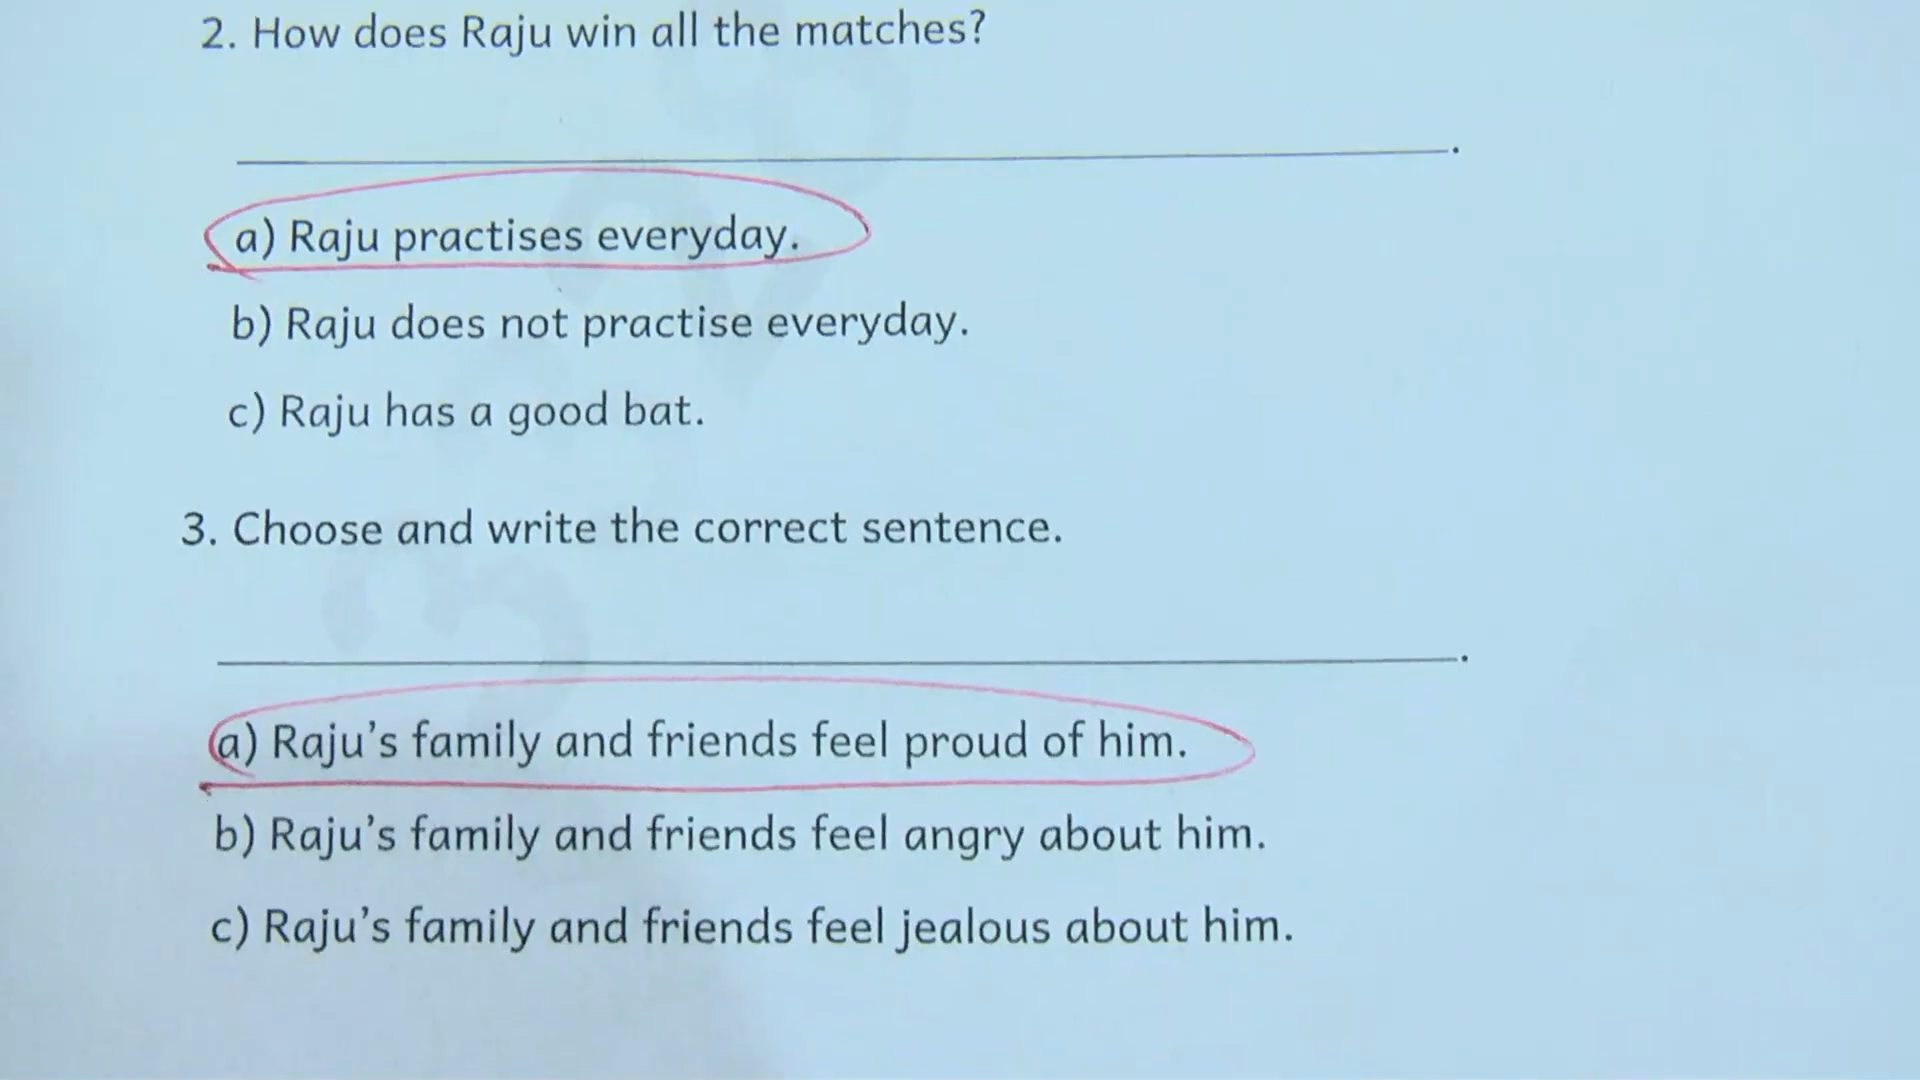 2. How does Raju win all the matches?
.
a) Raju practises everyday.
b) Raju does not practise everyday.
c) Raju has a good bat.
3. Choose and write the correct sentence.
.
a) Raju’s family and friends feel proud of him.
b) Raju’s family and friends feel angry about him.
c) Raju’s family and friends feel jealous about him.